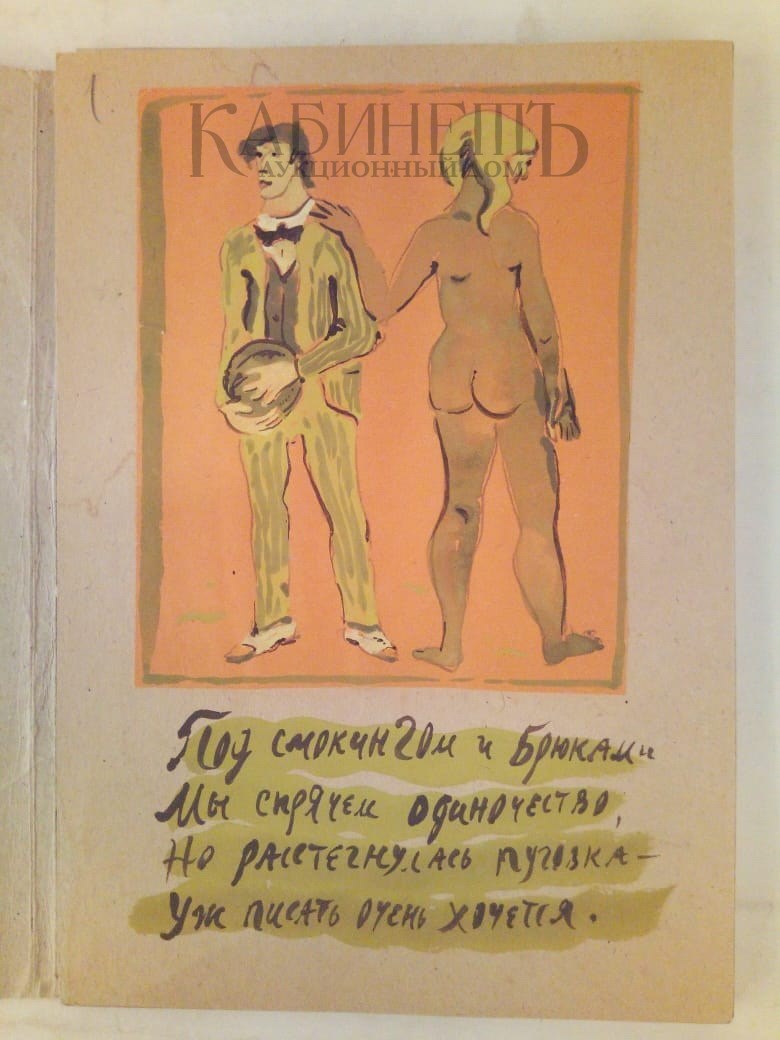 1
КАБИНЕТЪ
АУКЦИОННЫЙ ДОМ
Под смокингом и Брюками
Мы спрячем одиночество,
Но расстегнулась пуговка —
Уж писать очень хочется.